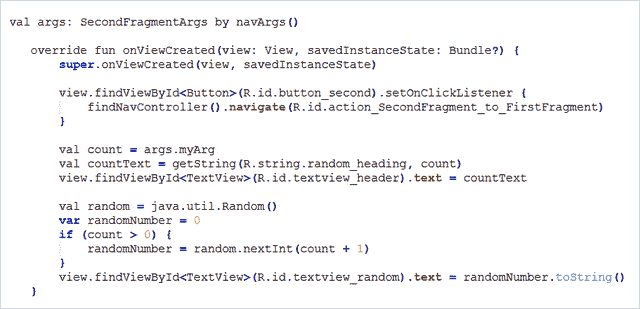 val args: SecondFragmentArgs by navArgs()
override fun onViewCreated(view: View, savedInstanceState: Bundle?) {
super.onViewCreated(view, savedInstanceState)
view.findViewById<Button>(R.id.button_second).setOnClickListener {
findNavController().navigate(R.id.action_SecondFragment_to_FirstFragment)
}
val count = args.myArg
val countText = getString(R.string.random_heading, count)
view.findViewById<TextView>(R.id.textview_header).text = countText
val random = java.util.Random()
var randomNumber = 0
if (count > 0) {
randomNumber = random.nextInt(count + 1)
}
view.findViewById<TextView>(R.id.textview_random).text = randomNumber.toString()
}